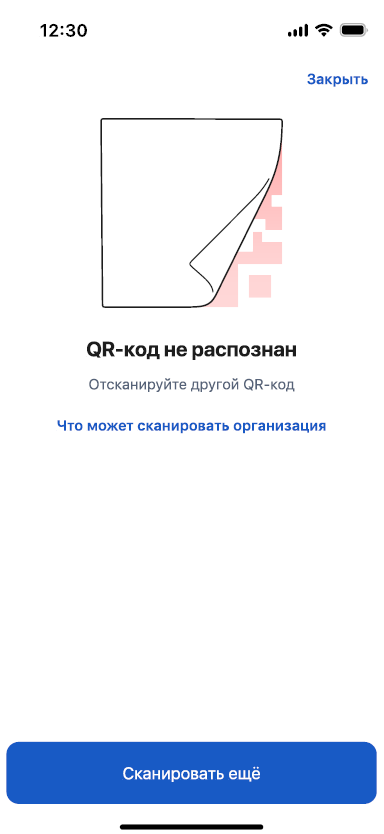 12:30
Закрыть
QR-код не распознан
Отсканируйте другой QR-код
Что может сканировать организация
Сканировать ещё